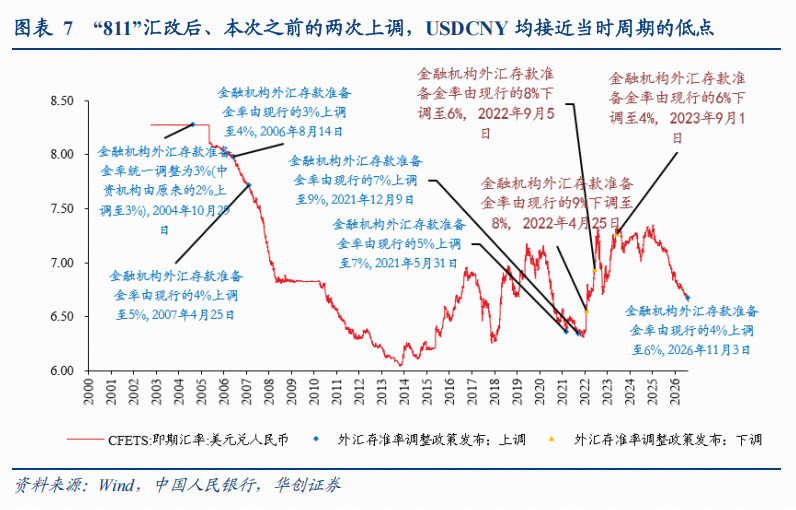 图表 7 “811”汇改后、本次之前的两次上调，USDCNY 均接近当时周期的低点
金融机构外汇存款准备
金率由现行的3%上调
至4%, 2006年8月14日
金融机构外汇存款准备
金率统一调整为3%(中
资机构由原来的2%上
调至3%), 2004年10月29
日
金融机构外汇存款准备
金率由现行的4%上调
至5%, 2007年4月25日
金融机构外汇存款准备
金率由现行的7%上调
至9%, 2021年12月9日
金融机构外汇存款准备
金率由现行的5%上调
至7%, 2021年5月31日
金融机构外汇存款准
备金率由现行的8%下
调至6%, 2022年9月5
日
金融机构外汇存款准备
金率由现行的9%下调至
8%, 2022年4月25日
金融机构外汇存款准
备金率由现行的6%下
调至4%, 2023年9月1
日
金融机构外汇存款准备
金率由现行的4%上调
至6%, 2026年11月3日
8.50
8.00
7.50
7.00
6.50
6.00
2000 2001 2002 2003 2004 2005 2006 2007 2008 2009 2010 2011 2012 2013 2014 2015 2016 2017 2018 2019 2020 2021 2022 2023 2024 2025 2026
CFETS:即期汇率:美元兑人民币
外汇存准率调整政策发布：上调
外汇存准率调整政策发布：下调
资料来源：Wind，中国人民银行，华创证券